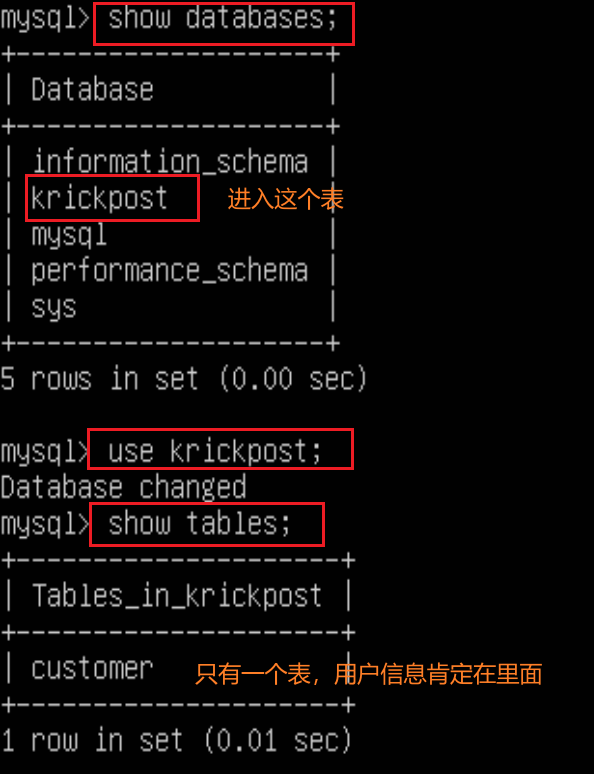 mysql> show databases;
+--------------------+
| Database           |
+--------------------+
| information_schema |
| krickpost          | 进入这个表
| mysql              |
| performance_schema |
| sys                |
+--------------------+
5 rows in set (0.00 sec)
mysql> use krickpost;
Database changed
mysql> show tables;
+---------------------+
| Tables_in_krickpost |
+---------------------+
| customer            | 只有一个表，用户信息肯定在里面
+---------------------+
1 row in set (0.01 sec)